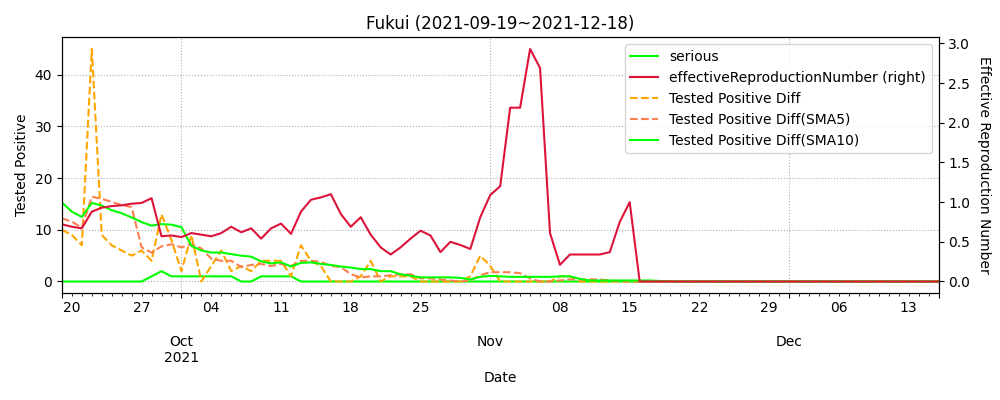 Fukui (2021-09-19~2021-12-18)
serious
effectiveReproductionNumber (right)
Tested Positive Diff
Tested Positive Diff(SMA5)
Tested Positive Diff(SMA10)
Tested Positive
40
30
20
10
0
3.0
2.5
2.0
1.5
1.0
0.5
0.0
Effective Reproduction Number
20 27 04 11 18 25 08 15 22 29 06 13
Oct Nov Dec
2021
Date